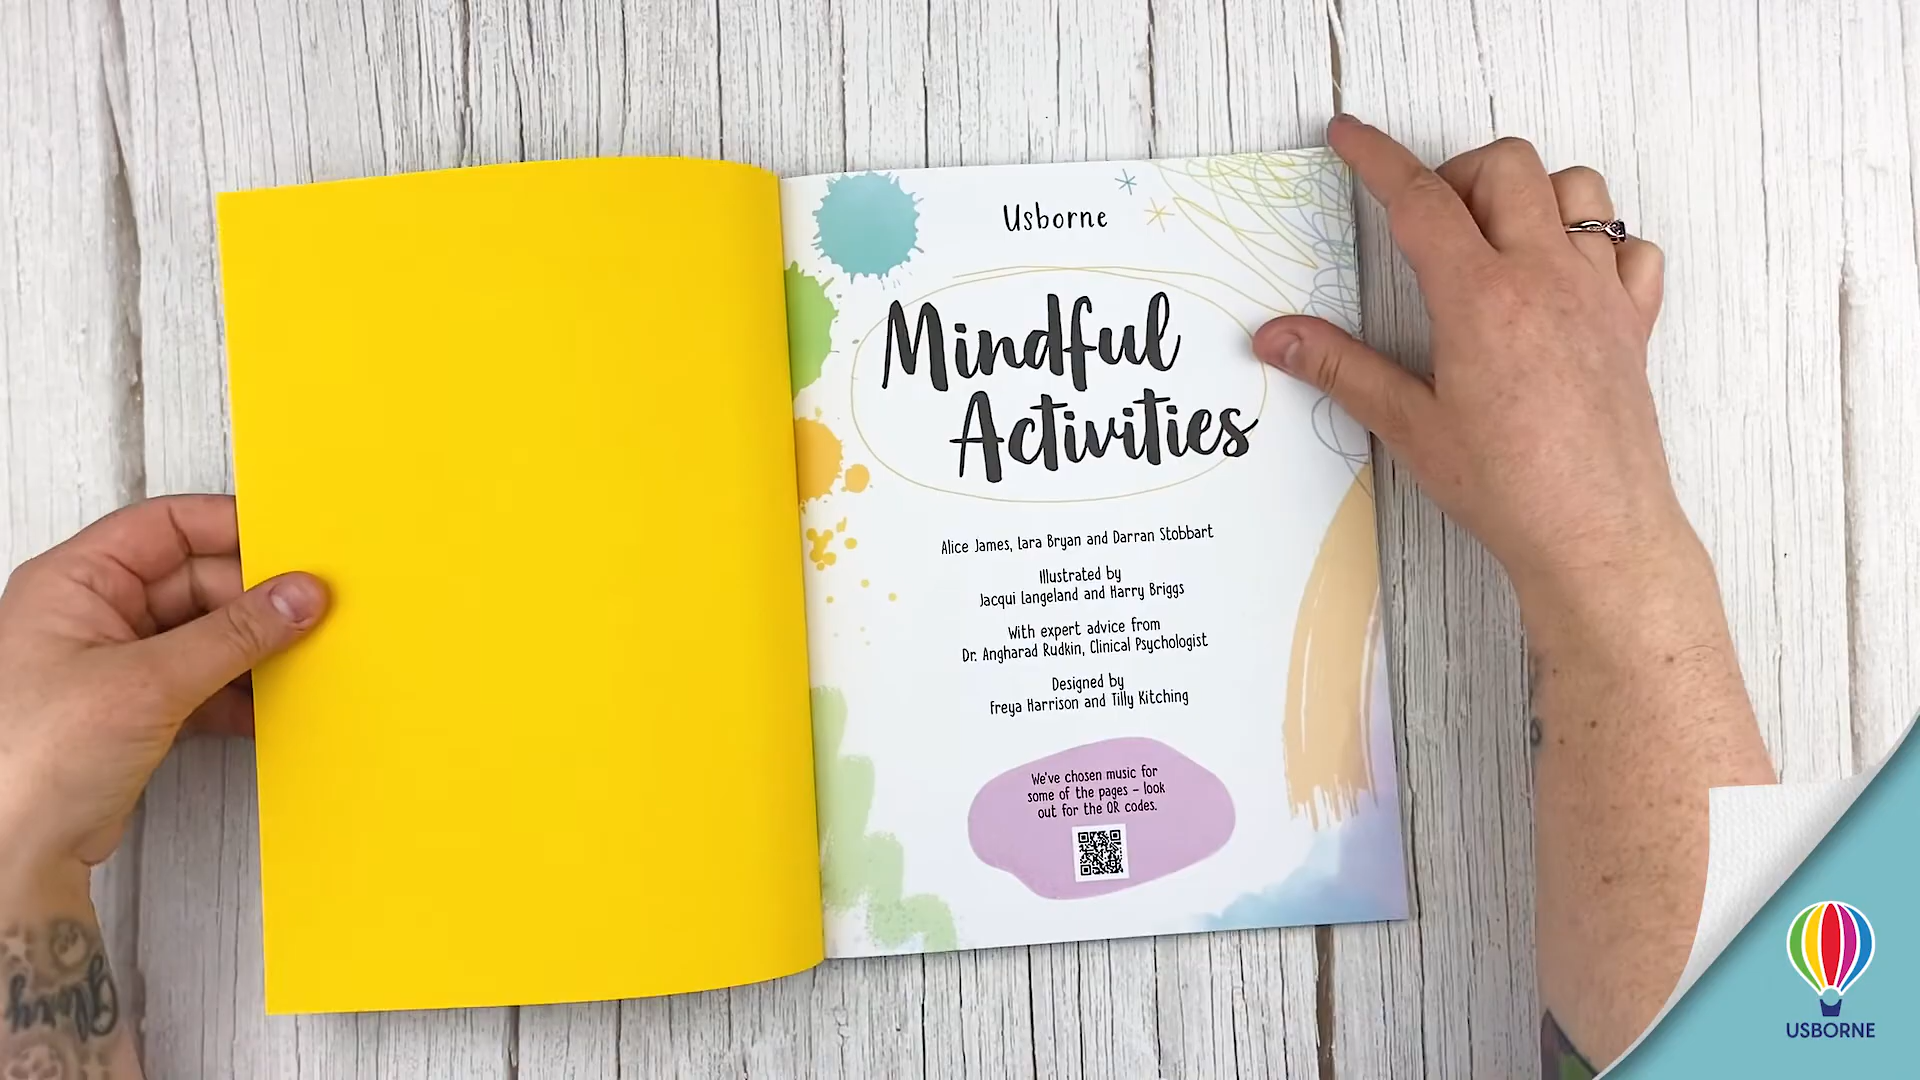 Usborne
Mindful
Activities
Alice James, Lara Bryan and Darran Stobbart
Illustrated by
Jacqui Langeland and Harry Briggs
With expert advice from
Dr. Angharad Rudkin, Clinical Psychologist
Designed by
Freya Harrison and Tilly Kitching
We've chosen music for
some of the pages – look
out for the QR codes.
USBORNE